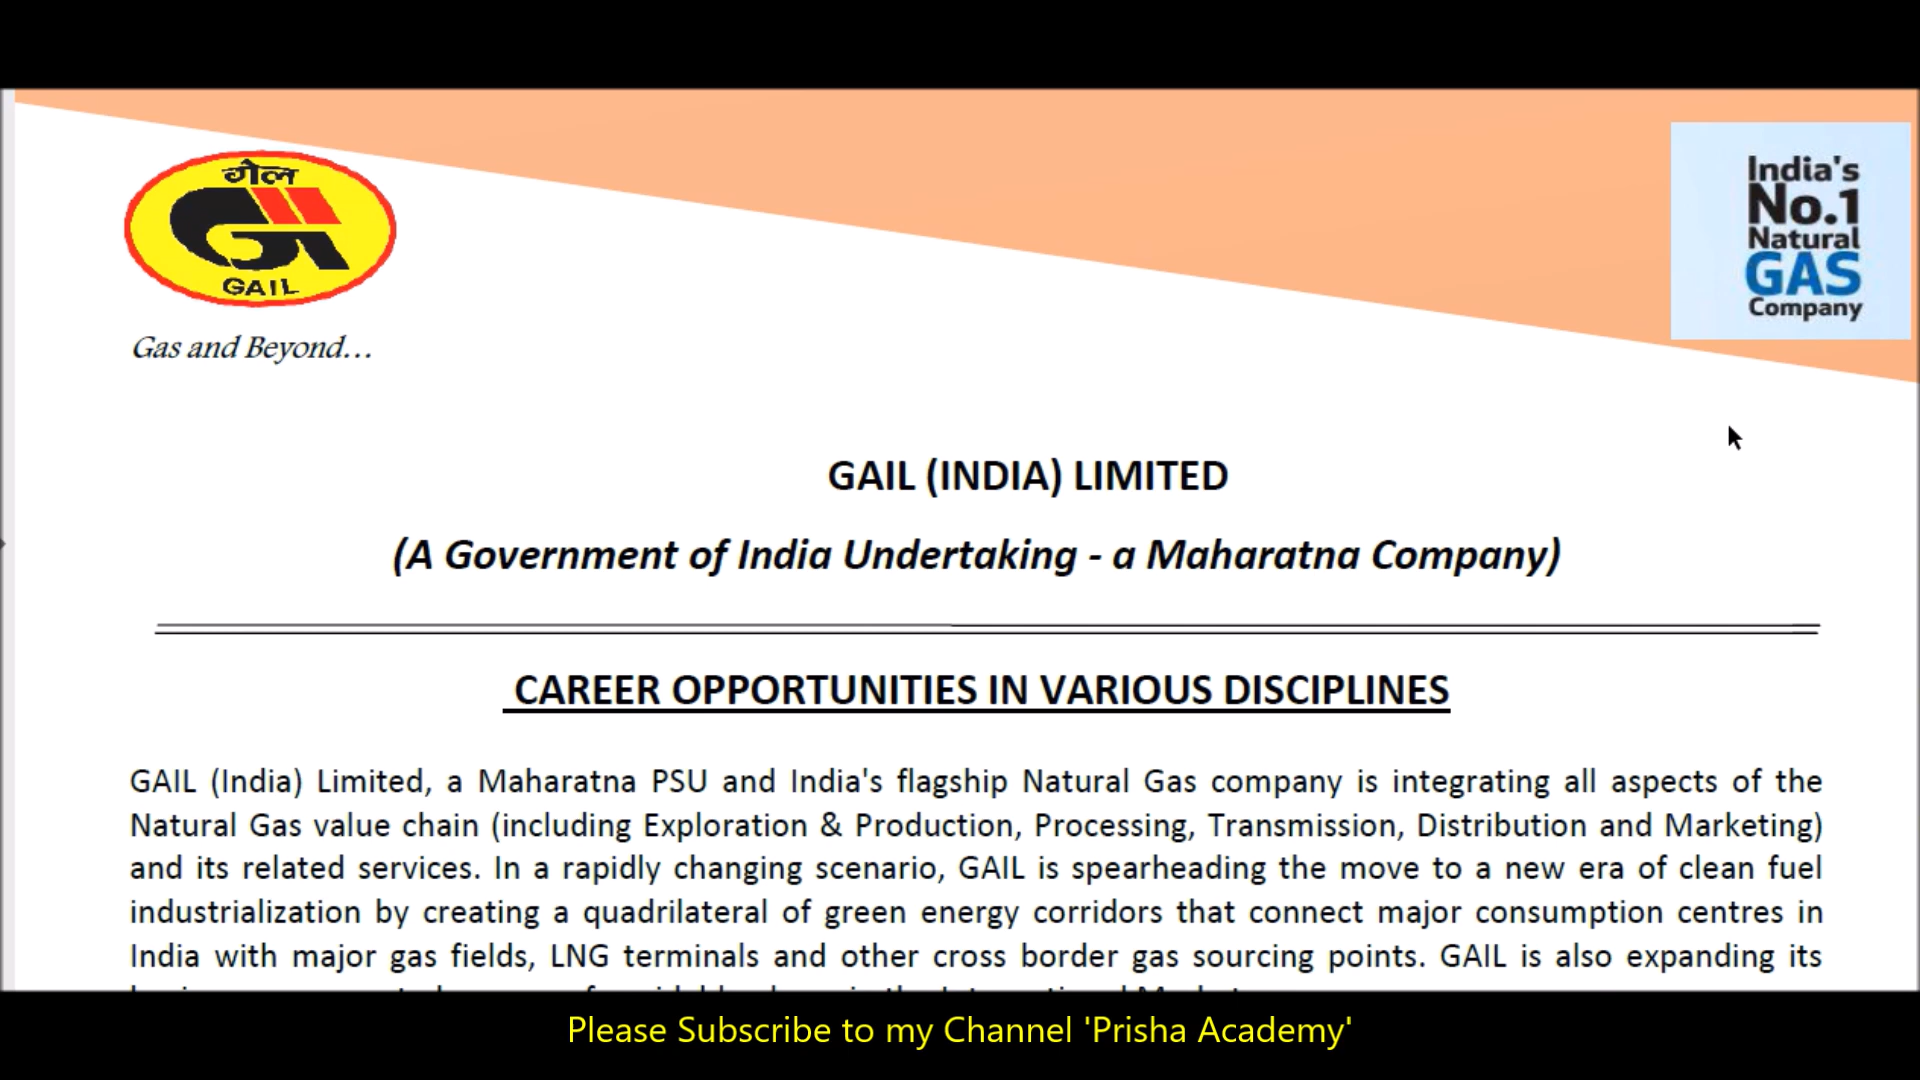 गेल
GAIL
Gas and Beyond...
India's
No.1
Natural
GAS
Company
GAIL (INDIA) LIMITED
(A Government of India Undertaking - a Maharatna Company)
CAREER OPPORTUNITIES IN VARIOUS DISCIPLINES
GAIL (India) Limited, a Maharatna PSU and India's flagship Natural Gas company is integrating all aspects of the
Natural Gas value chain (including Exploration & Production, Processing, Transmission, Distribution and Marketing)
and its related services. In a rapidly changing scenario, GAIL is spearheading the move to a new era of clean fuel
industrialization by creating a quadrilateral of green energy corridors that connect major consumption centres in
India with major gas fields, LNG terminals and other cross border gas sourcing points. GAIL is also expanding its
Please Subscribe to my Channel 'Prisha Academy'